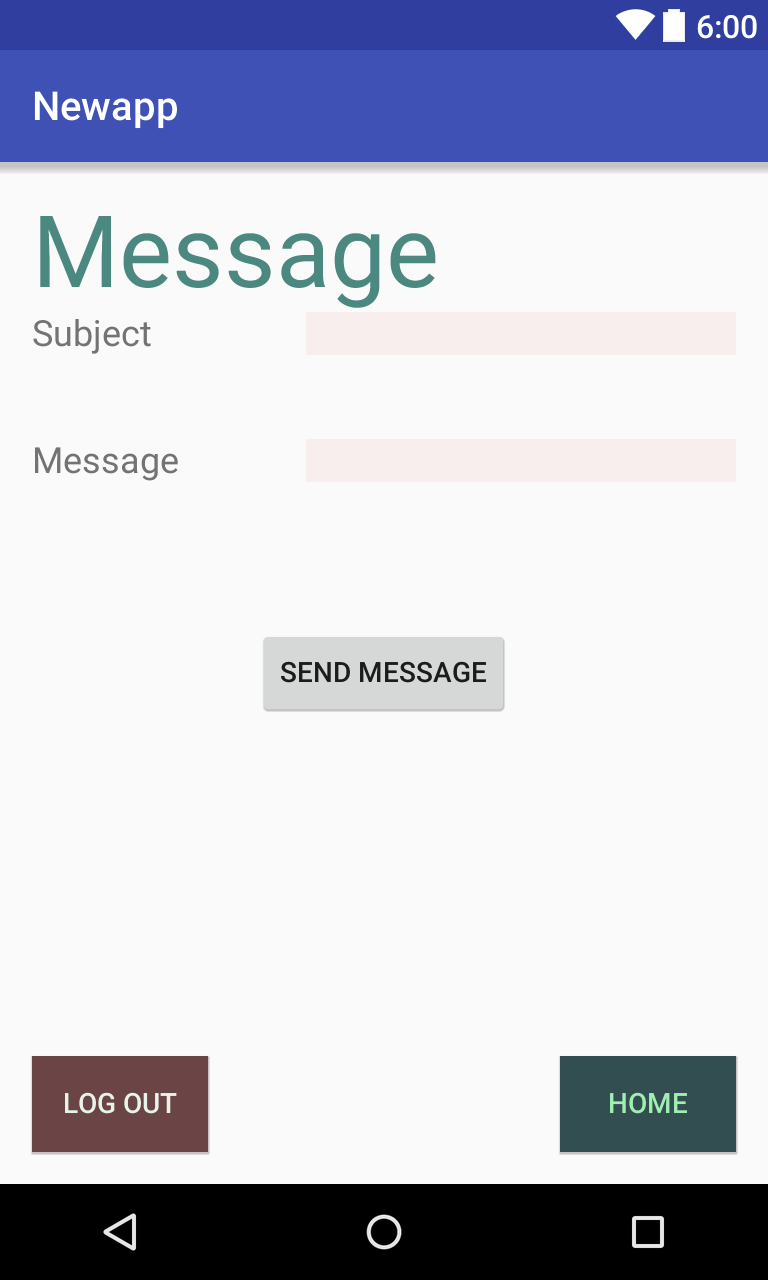 6:00
Newapp
Message
Subject
Message
SEND MESSAGE
LOG OUT
HOME